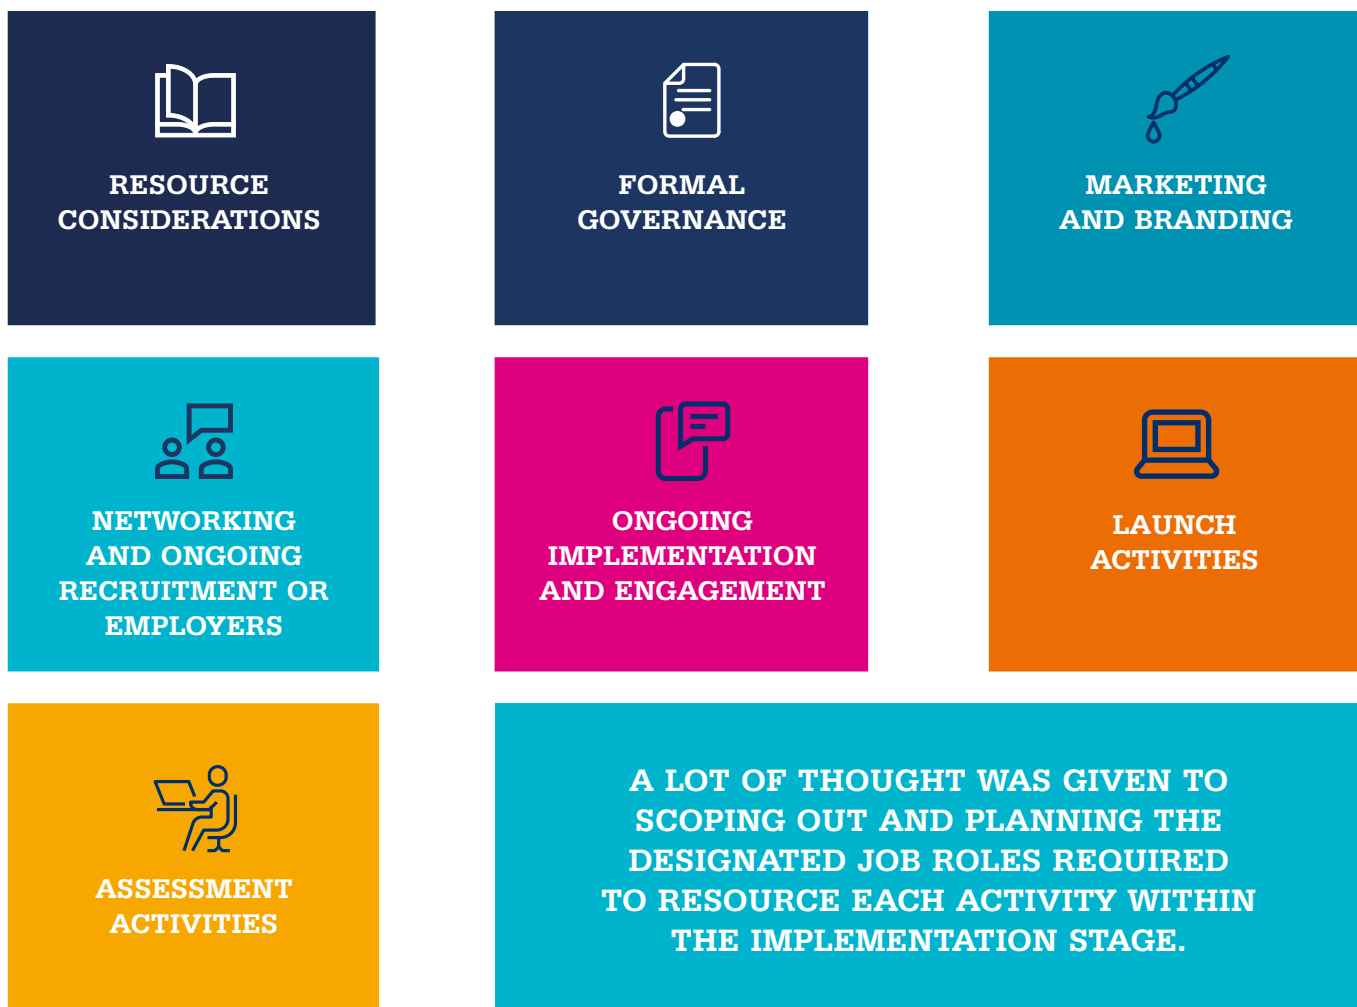 RESOURCE
CONSIDERATIONS
FORMAL
GOVERNANCE
MARKETING
AND BRANDING
NETWORKING
AND ONGOING
RECRUITMENT OR
EMPLOYERS
ONGOING
IMPLEMENTATION
AND ENGAGEMENT
LAUNCH
ACTIVITIES
ASSESSMENT
ACTIVITIES
A LOT OF THOUGHT WAS GIVEN TO
SCOPING OUT AND PLANNING THE
DESIGNATED JOB ROLES REQUIRED
TO RESOURCE EACH ACTIVITY WITHIN
THE IMPLEMENTATION STAGE.